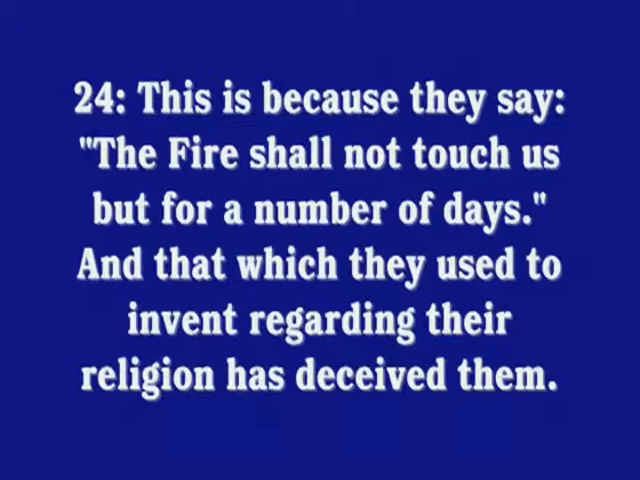 24: This is because they say:
"The Fire shall not touch us
but for a number of days."
And that which they used to
invent regarding their
religion has deceived them.